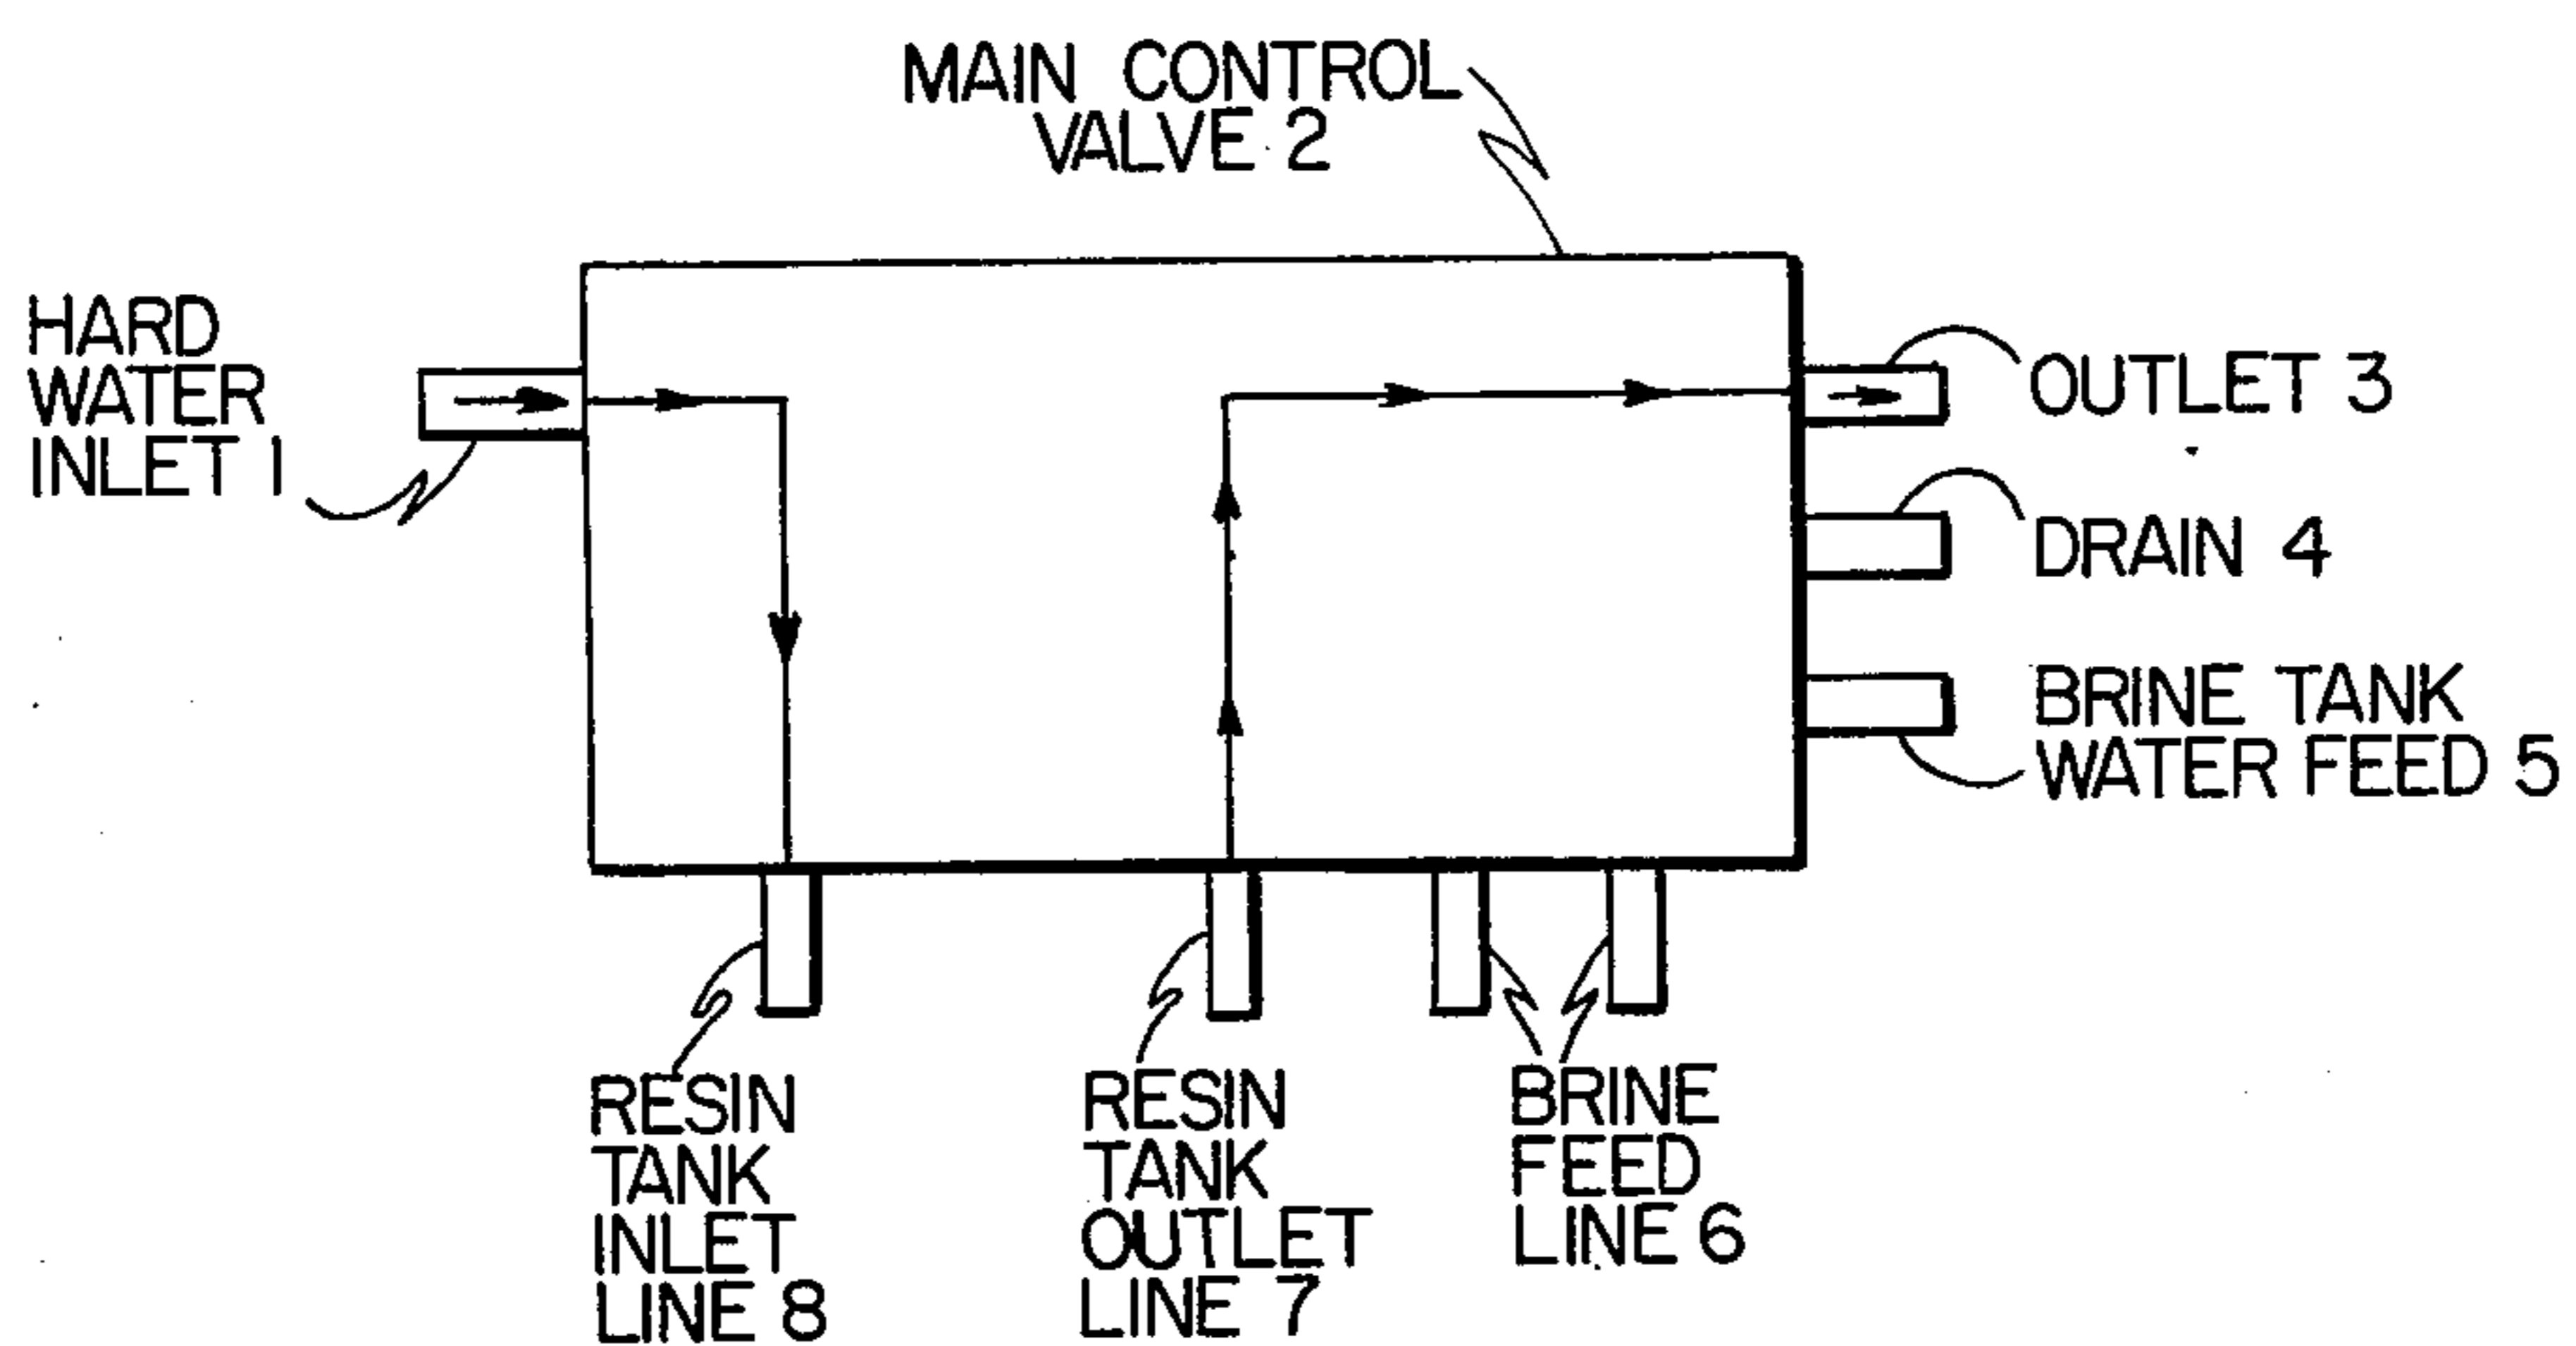 MAIN CONTROL
VALVE 2
HARD
WATER
INLET 1
OUTLET 3
DRAIN 4
BRINE TANK
WATER FEED 5
RESIN
TANK
INLET
LINE 8
RESIN
TANK
OUTLET
LINE 7
BRINE
FEED
LINE 6